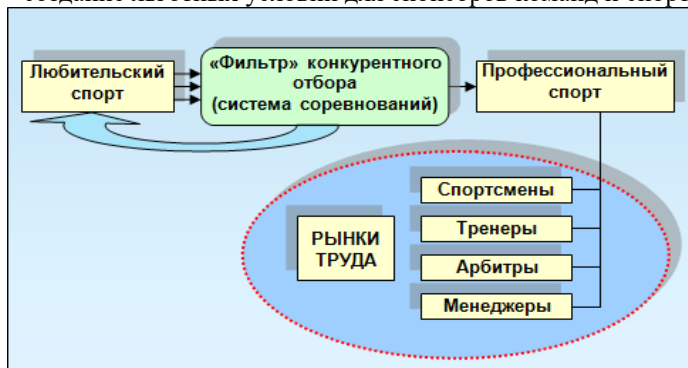 Любительский
спорт
«Фильтр» конкурентного
отбора
(система соревнований)
Профессиональный
спорт
РЫНКИ
ТРУДА
Спортсмены
Тренеры
Арбитры
Менеджеры